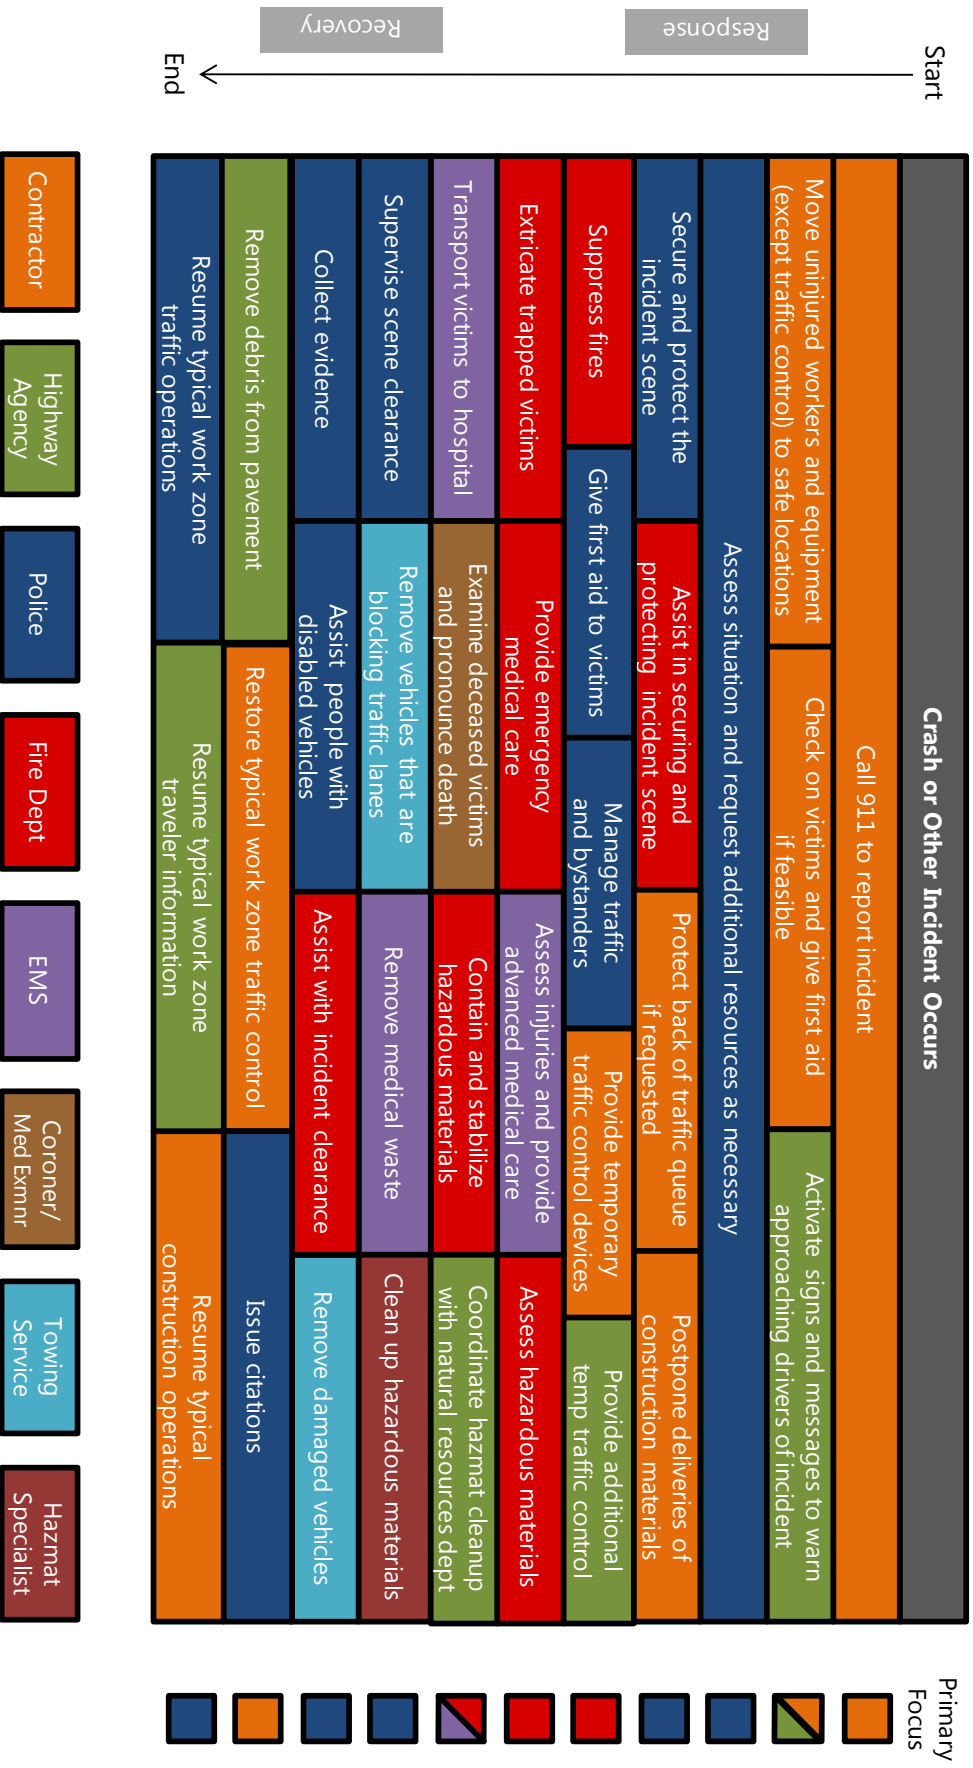 Crash or Other Incident Occurs
Primary
Focus
Start
Call 911 to report incident
Move uninjured workers and equipment
(except traffic control) to safe locations
Check on victims and give first aid
if feasible
Activate signs and messages to warn
approaching drivers of incident
Assess situation and request additional resources as necessary
Response
Secure and protect the
incident scene
Assist in securing and
protecting incident scene
Protect back of traffic queue
if requested
Postpone deliveries of
construction materials
Suppress fires
Give first aid to victims
Manage traffic
and bystanders
Provide temporary
traffic control devices
Provide additional
temp traffic control
Extricate trapped victims
Provide emergency
medical care
Assess injuries and provide
advanced medical care
Assess hazardous materials
Transport victims to hospital
Examine deceased victims
and pronounce death
Contain and stabilize
hazardous materials
Coordinate hazmat cleanup
with natural resources dept
Recovery
Supervise scene clearance
Remove vehicles that are
blocking traffic lanes
Remove medical waste
Clean up hazardous materials
Collect evidence
Assist people with
disabled vehicles
Assist with incident clearance
Remove damaged vehicles
Remove debris from pavement
Restore typical work zone traffic control
Issue citations
End
Resume typical work zone
traffic operations
Resume typical work zone
traveler information
Resume typical
construction operations
Contractor
Highway
Agency
Police
Fire Dept
EMS
Coroner/
Med Exmnr
Towing
Service
Hazmat
Specialist